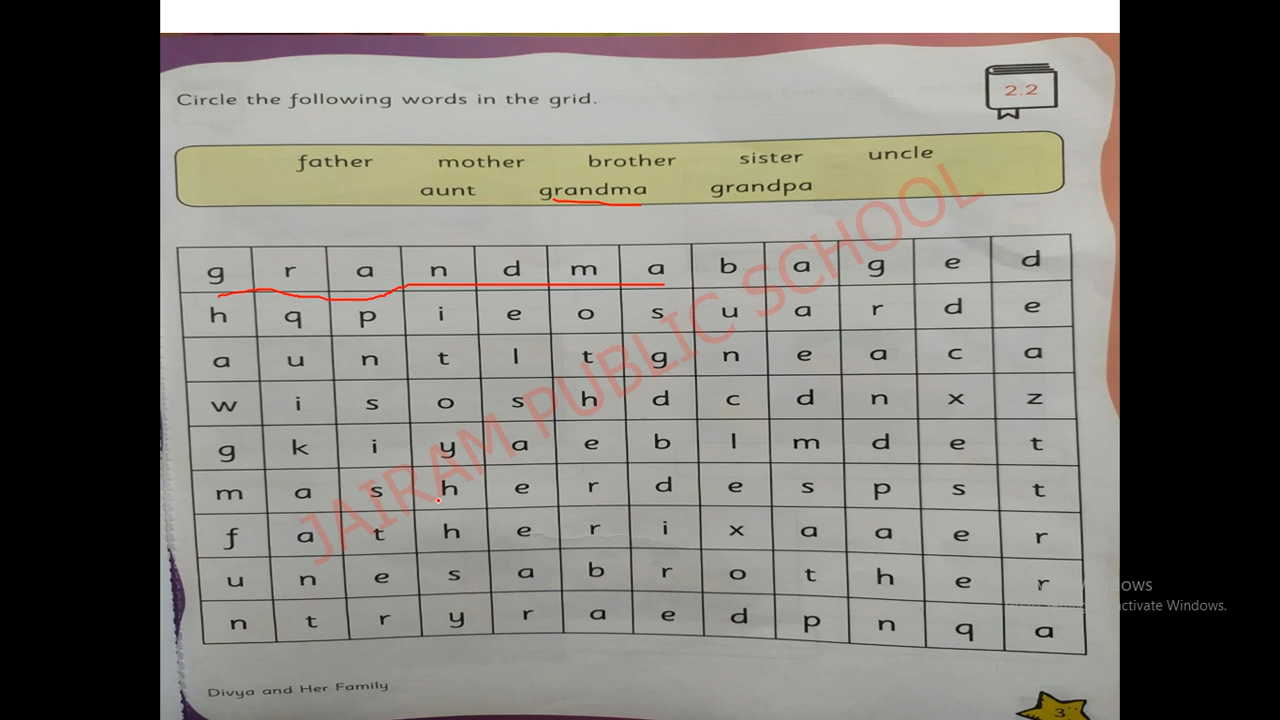 Circle the following words in the grid.
2.2
father mother brother sister uncle
aunt grandma grandpa
g r a n d m a b a g e d
h q p i e o s u a r d e
a u n t l t g n e a c a
w i s o s h d c d n x z
g k i y a e b l m d e t
m a s h e r d e s p s t
f a t h e r i x a a e r
u n e s a b r o t h e r
n t r y r a e d p n q a
JAIRAM PUBLIC SCHOOL
Divya and Her Family
3